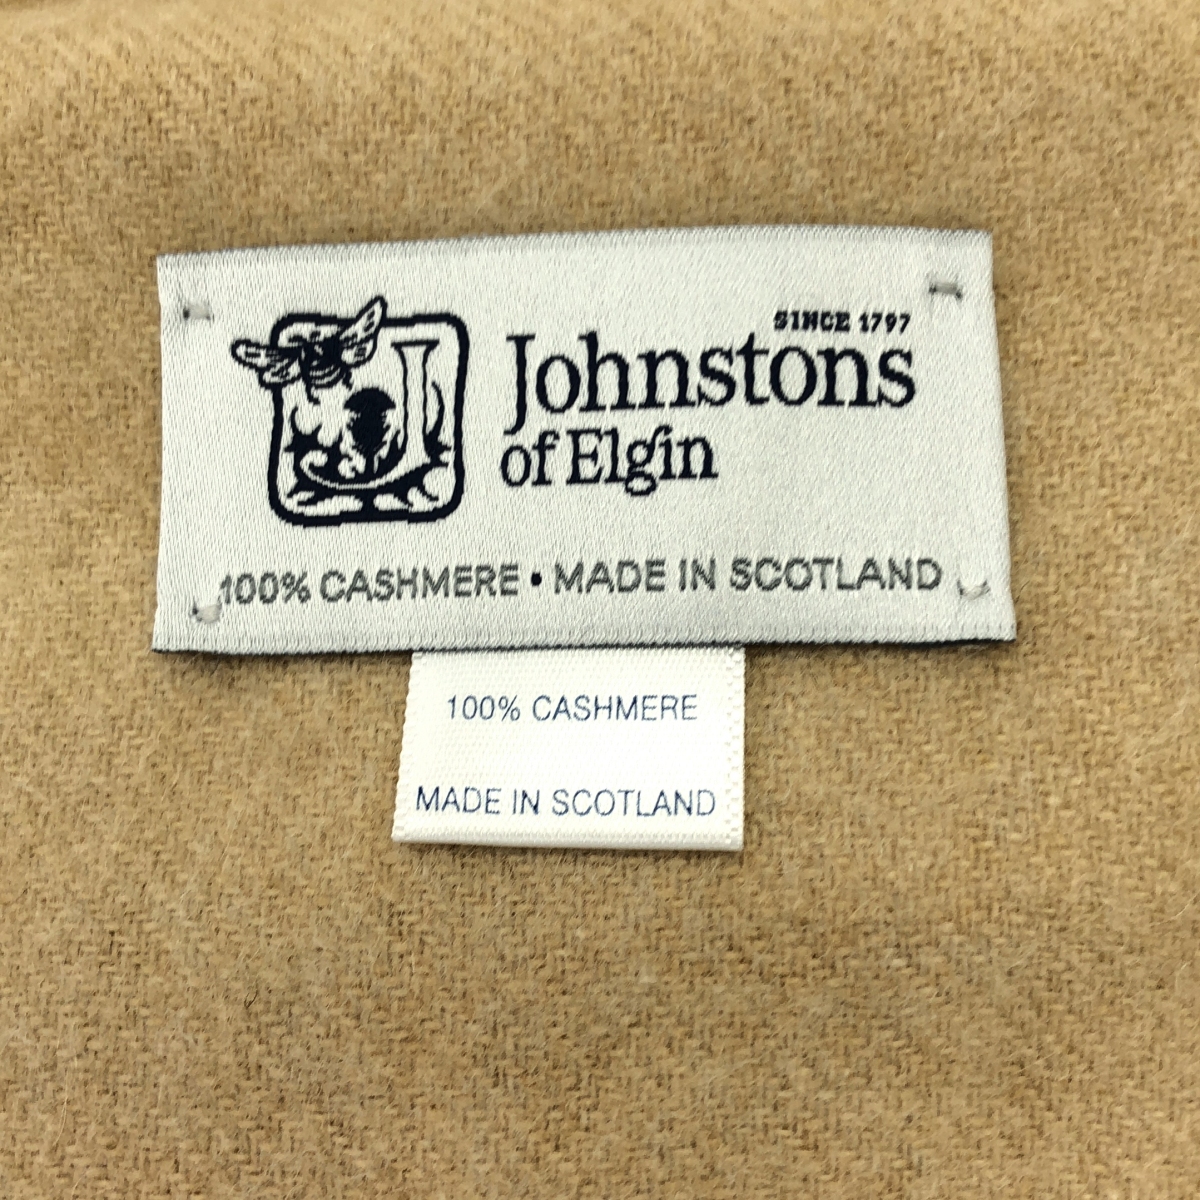 SINCE 1797
Johnstons
of Elgin
100% CASHMERE • MADE IN SCOTLAND
100% CASHMERE
MADE IN SCOTLAND